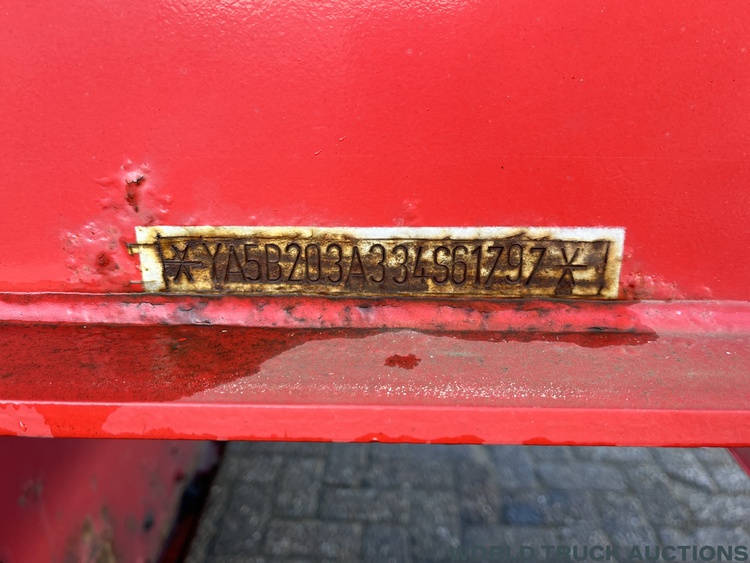 *YA5B203A334S61797*
WORLD TRUCK AUCTIONS